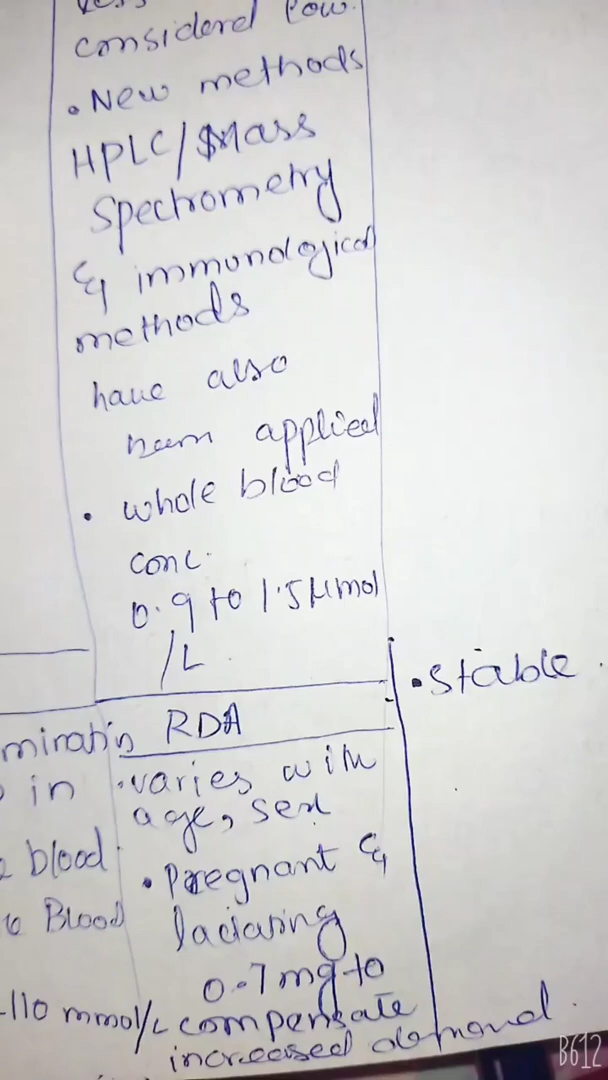 considered low.
• New methods
HPLC/Mass
Spectrometry
& immunological
methods
have also
been applied
• whole blood
conc.
0.9 to 1.5 μmol
/L
• stable.
RDA
• varies with
age, sex
• Pregnant &
lactating
0.7mg to
compensate
increased demand.
in
blood
Blood
-110 mmol/L
B612